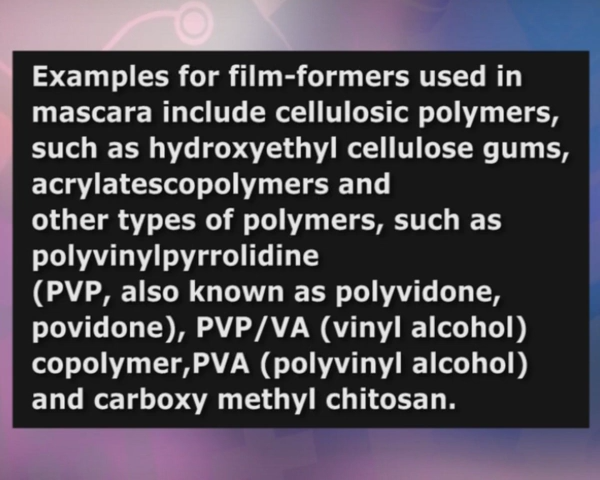 Examples for film-formers used in
mascara include cellulosic polymers,
such as hydroxyethyl cellulose gums,
acrylatescopolymers and
other types of polymers, such as
polyvinylpyrrolidine
(PVP, also known as polyvidone,
povidone), PVP/VA (vinyl alcohol)
copolymer,PVA (polyvinyl alcohol)
and carboxy methyl chitosan.